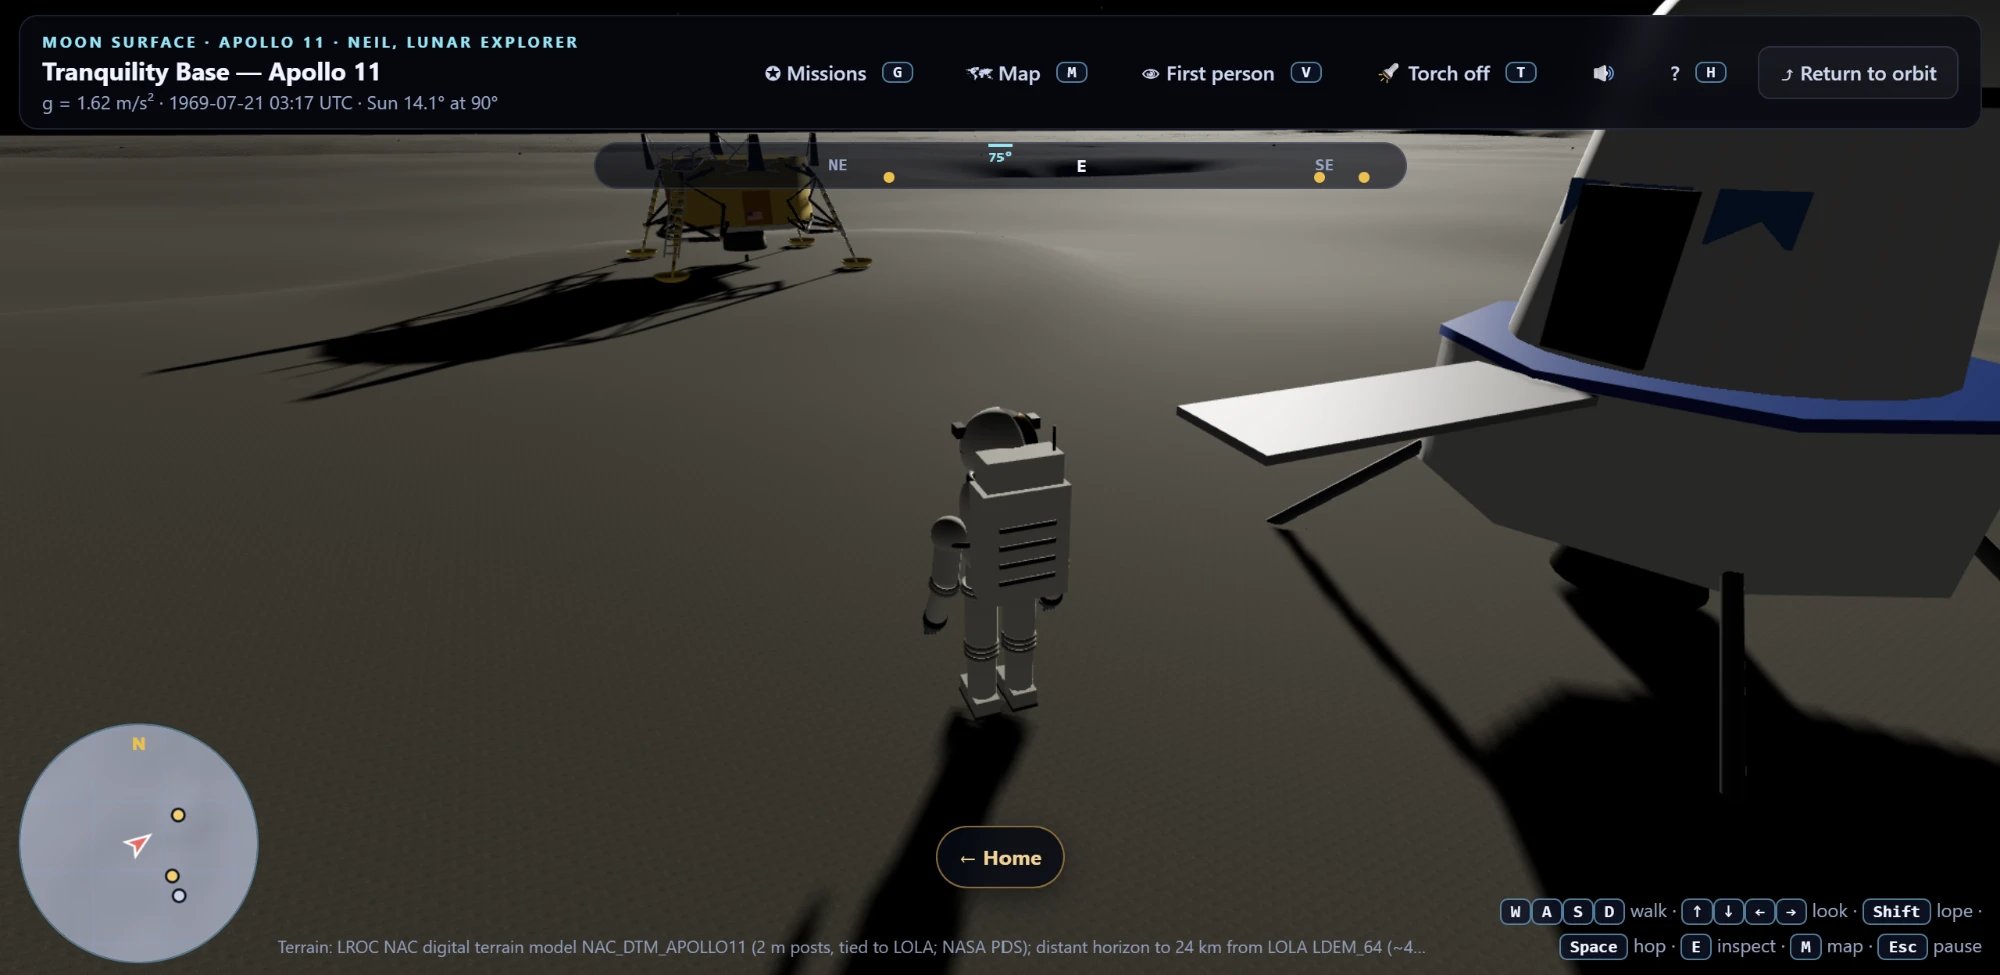 MOON SURFACE · APOLLO 11 · NEIL, LUNAR EXPLORER
Tranquility Base — Apollo 11
g = 1.62 m/s² · 1969-07-21 03:17 UTC · Sun 14.1° at 90°
Missions G
Map M
First person V
Torch off T
? H
Return to orbit
NE 75° E SE
N
← Home
W A S D walk · ↑ ↓ ← → look · Shift lope ·
Space hop · E inspect · M map · Esc pause
Terrain: LROC NAC digital terrain model NAC_DTM_APOLLO11 (2 m posts, tied to LOLA; NASA PDS); distant horizon to 24 km from LOLA LDEM_64 (~4...